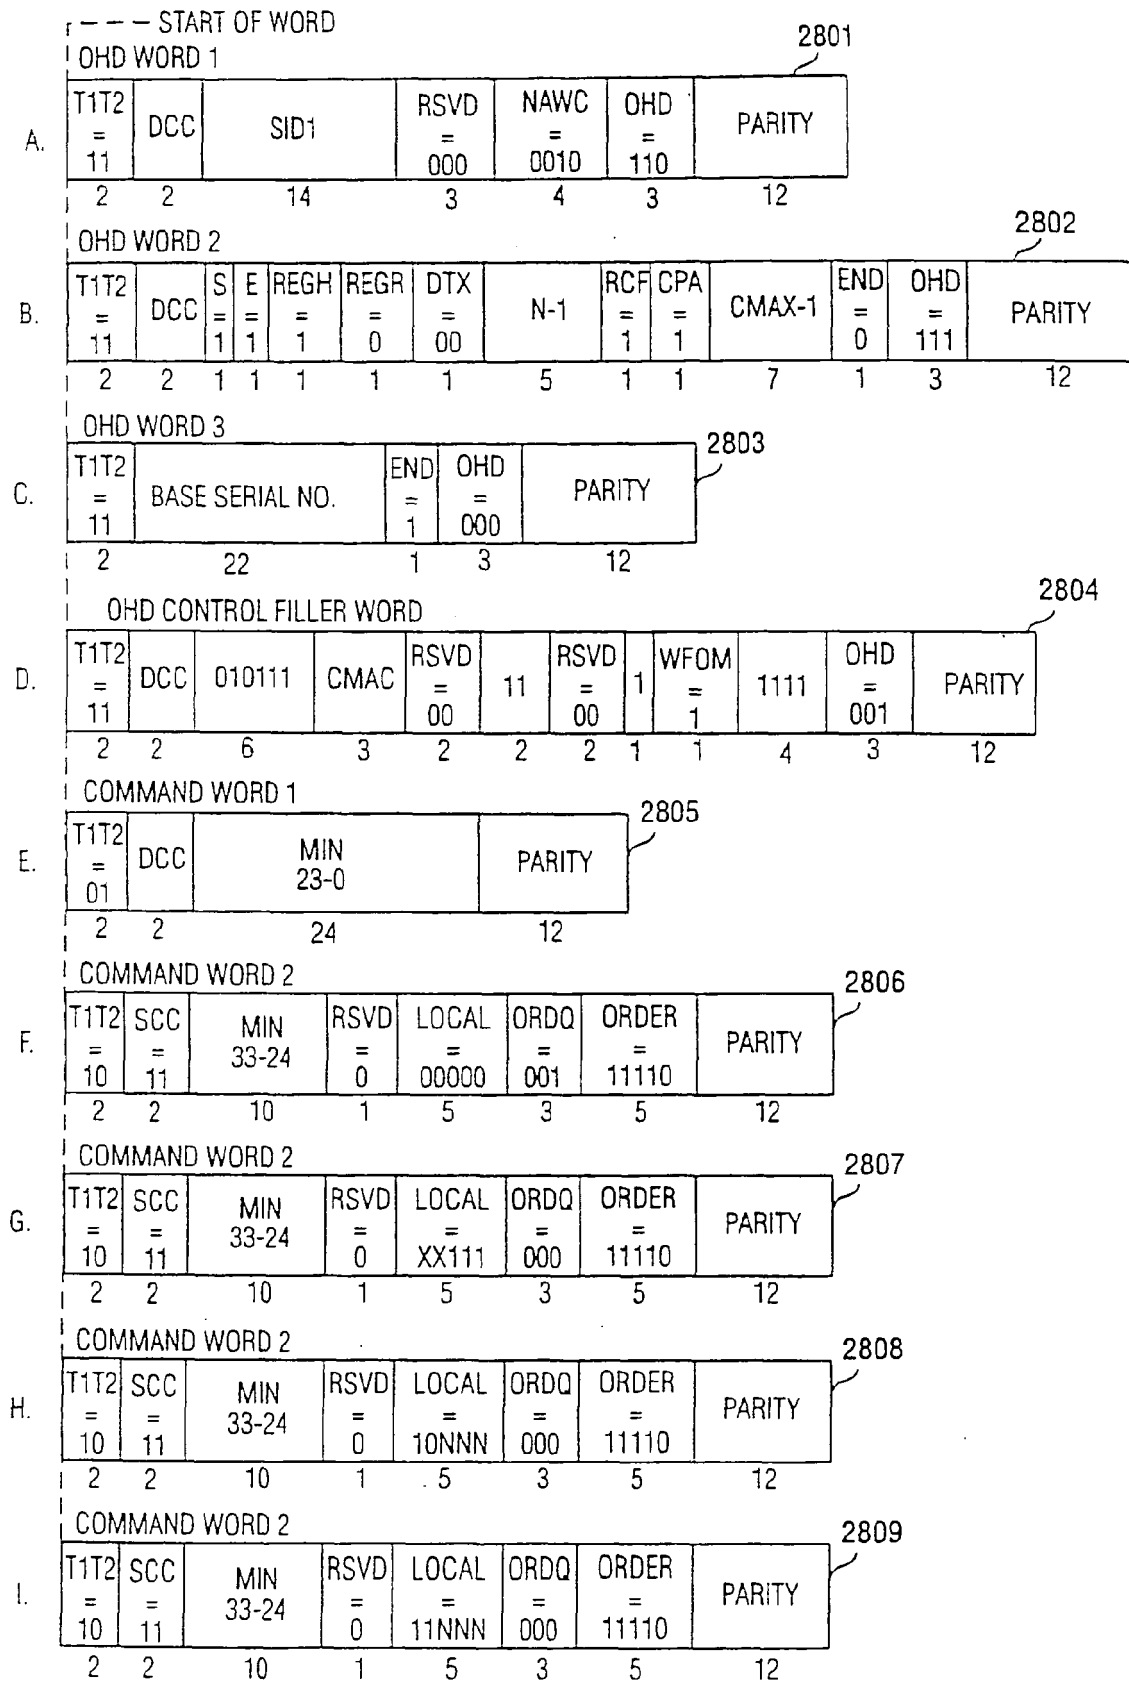 START OF WORD
OHD WORD 1
2801
A.
T1T2 = 11
DCC
SID1
RSVD = 000
NAWC = 0010
OHD = 110
PARITY
2 2 14 3 4 3 12
OHD WORD 2
2802
B.
T1T2 = 11
DCC
S = 1
E = 1
REGH = 1
REGR = 0
DTX = 00
N-1
RCF = 1
CPA = 1
CMAX-1
END = 0
OHD = 111
PARITY
2 2 1 1 1 1 1 5 1 1 7 1 3 12
OHD WORD 3
2803
C.
T1T2 = 11
BASE SERIAL NO.
END = 1
OHD = 000
PARITY
2 22 1 3 12
OHD CONTROL FILLER WORD
2804
D.
T1T2 = 11
DCC
010111
CMAC
RSVD = 00
11
RSVD = 00
1
WFOM = 1
1111
OHD = 001
PARITY
2 2 6 3 2 2 2 1 1 4 3 12
COMMAND WORD 1
2805
E.
T1T2 = 01
DCC
MIN
23-0
PARITY
2 2 24 12
COMMAND WORD 2
2806
F.
T1T2 = 10
SCC = 11
MIN
33-24
RSVD = 0
LOCAL = 00000
ORDQ = 001
ORDER = 11110
PARITY
2 2 10 1 5 3 5 12
COMMAND WORD 2
2807
G.
T1T2 = 10
SCC = 11
MIN
33-24
RSVD = 0
LOCAL = XX111
ORDQ = 000
ORDER = 11110
PARITY
2 2 10 1 5 3 5 12
COMMAND WORD 2
2808
H.
T1T2 = 10
SCC = 11
MIN
33-24
RSVD = 0
LOCAL = 10NNN
ORDQ = 000
ORDER = 11110
PARITY
2 2 10 1 5 3 5 12
COMMAND WORD 2
2809
I.
T1T2 = 10
SCC = 11
MIN
33-24
RSVD = 0
LOCAL = 11NNN
ORDQ = 000
ORDER = 11110
PARITY
2 2 10 1 5 3 5 12